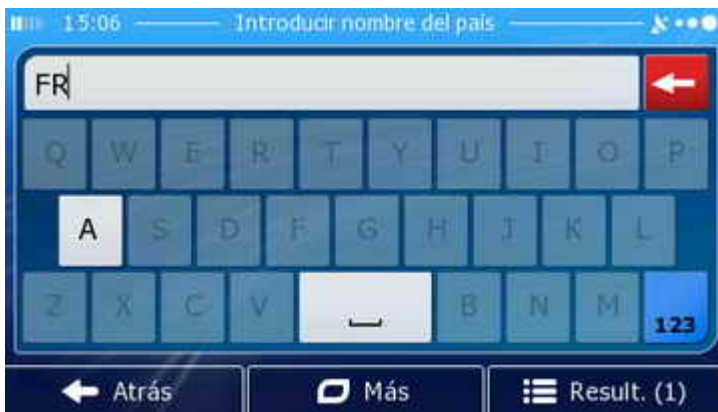 15:06 Introducir nombre del país
FR
Q W E R T Y U I O P
A S D F G H J K L
Z X C V B N M 123
Atrás Más Result. (1)